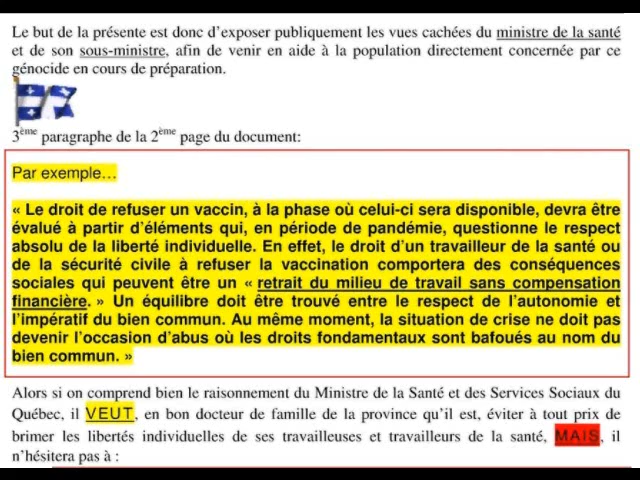 Le but de la présente est donc d'exposer publiquement les vues cachées du ministre de la santé
et de son sous-ministre, afin de venir en aide à la population directement concernée par ce
génocide en cours de préparation.
3ème paragraphe de la 2ème page du document:
Par exemple…
« Le droit de refuser un vaccin, à la phase où celui-ci sera disponible, devra être
évalué à partir d'éléments qui, en période de pandémie, questionne le respect
absolu de la liberté individuelle. En effet, le droit d'un travailleur de la santé ou
de la sécurité civile à refuser la vaccination comportera des conséquences
sociales qui peuvent être un « retrait du milieu de travail sans compensation
financière. » Un équilibre doit être trouvé entre le respect de l'autonomie et
l'impératif du bien commun. Au même moment, la situation de crise ne doit pas
devenir l'occasion d'abus où les droits fondamentaux sont bafoués au nom du
bien commun. »
Alors si on comprend bien le raisonnement du Ministre de la Santé et des Services Sociaux du
Québec, il VEUT, en bon docteur de famille de la province qu'il est, éviter à tout prix de
brimer les libertés individuelles de ses travailleuses et travailleurs de la santé, MAIS, il
n'hésitera pas à :